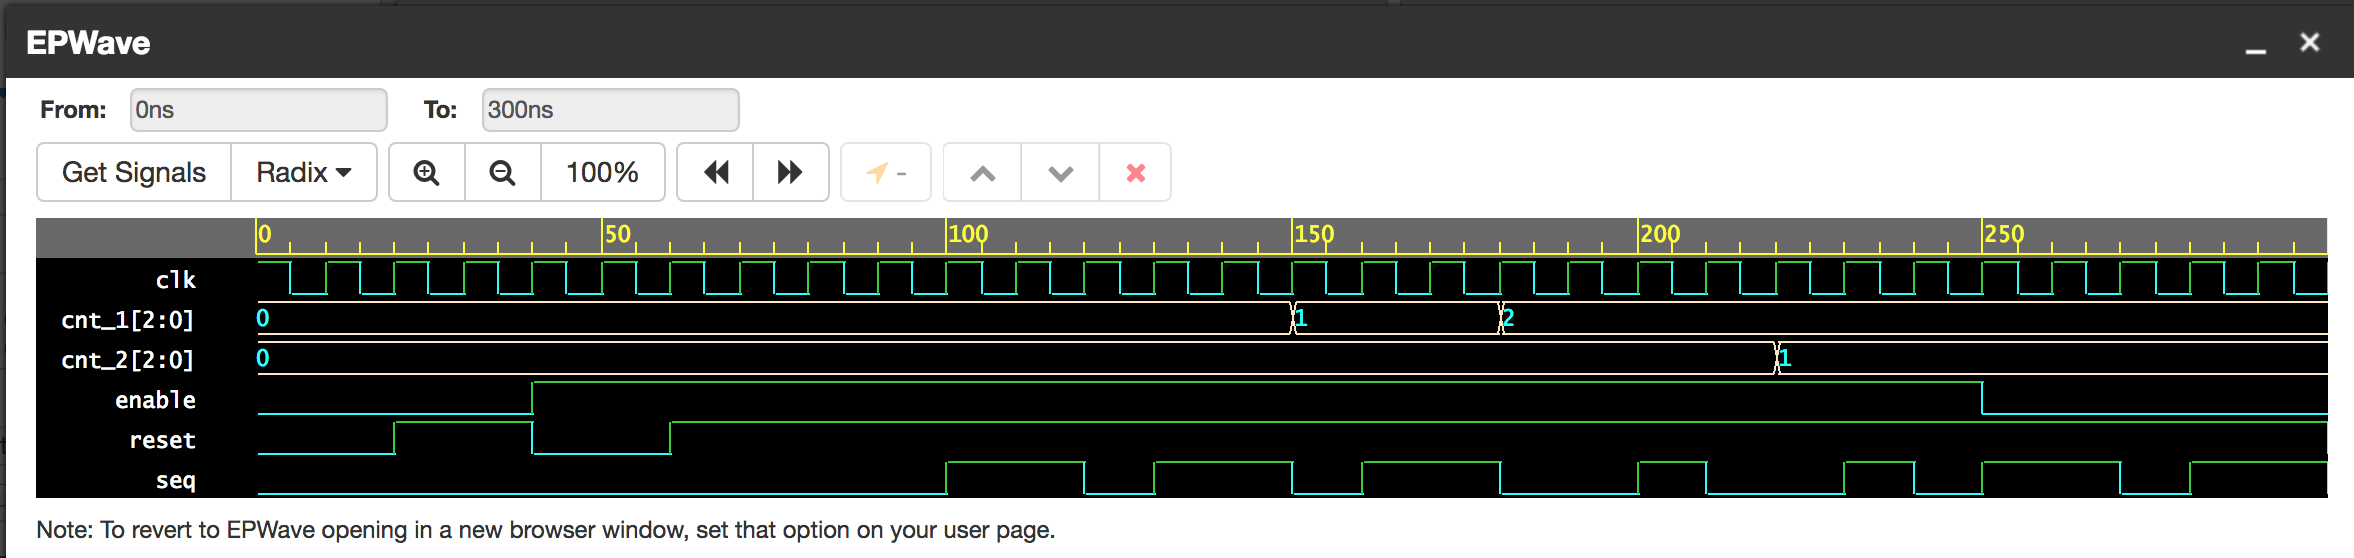 EPWave
From: 0ns To: 300ns
Get Signals Radix 100% -
0 50 100 150 200 250
clk
cnt_1[2:0] 0 1 2
cnt_2[2:0] 0 1
enable
reset
seq
Note: To revert to EPWave opening in a new browser window, set that option on your user page.